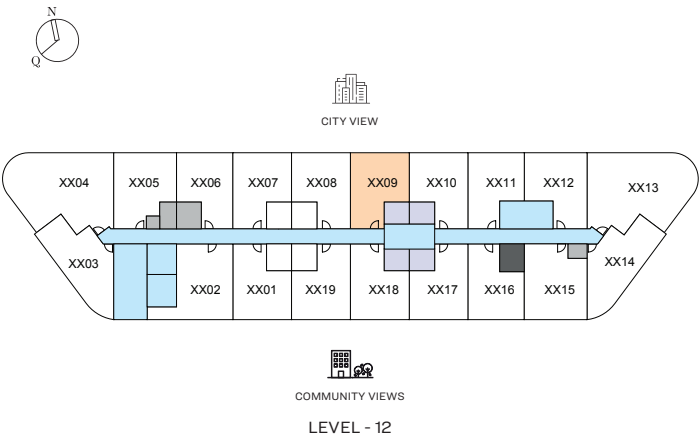 N
Q
CITY VIEW
XX04 XX05 XX06 XX07 XX08 XX09 XX10 XX11 XX12 XX13
XX03 XX14
XX02 XX01 XX19 XX18 XX17 XX16 XX15
COMMUNITY VIEWS
LEVEL - 12